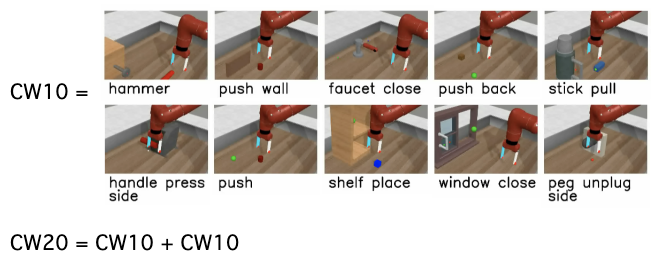 CW10 =
hammer
push wall
faucet close
push back
stick pull
handle press
side
push
shelf place
window close
peg unplug
side
CW20 = CW10 + CW10